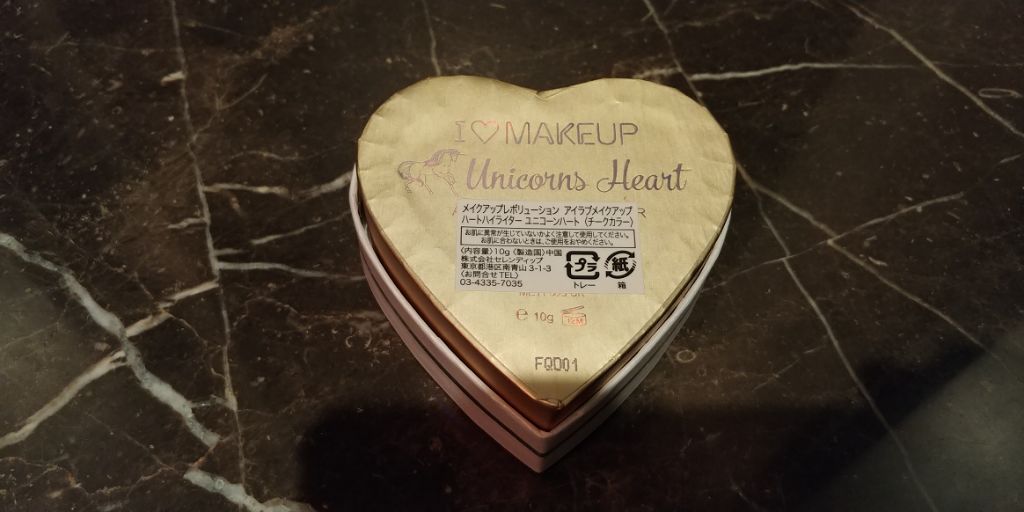 I♡MAKEUP
Unicorns Heart
メイクアップレボリューション アイラブメイクアップ
ハートハイライター ユニコーンハート (チークカラー)
お肌に異常が生じていないかよく注意して使用してください。
お肌に合わないときは、ご使用をおやめください。
(内容量)10g (製造国)中国
株式会社セレンディップ
東京都港区南青山 3-1-3
(お問合せTEL)
03-4335-7035
プラ
トレー
紙
箱
e 10g
12M
FQD01